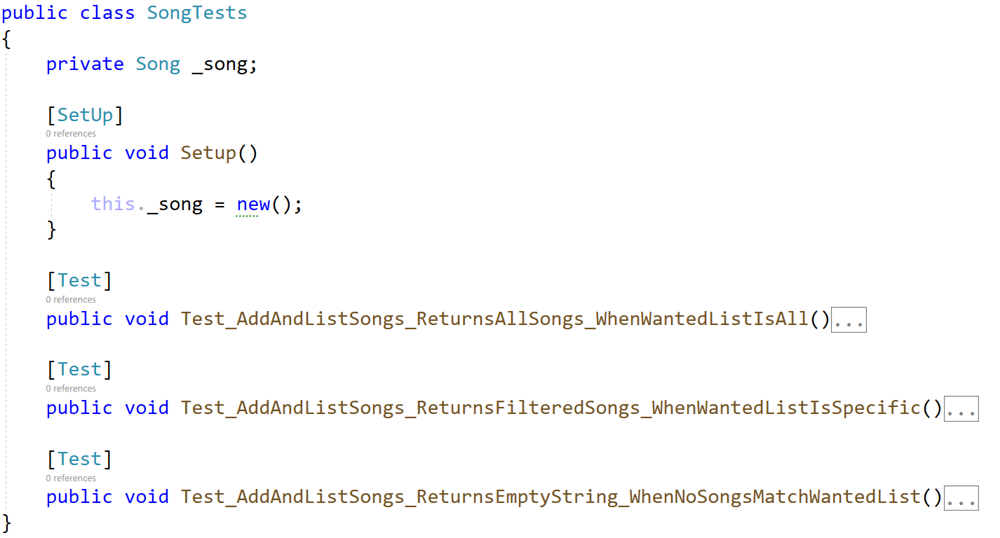 public class SongTests
{
    private Song _song;

    [SetUp]
    0 references
    public void Setup()
    {
        this._song = new();
    }

    [Test]
    0 references
    public void Test_AddAndListSongs_ReturnsAllSongs_WhenWantedListIsAll()...

    [Test]
    0 references
    public void Test_AddAndListSongs_ReturnsFilteredSongs_WhenWantedListIsSpecific()...

    [Test]
    0 references
    public void Test_AddAndListSongs_ReturnsEmptyString_WhenNoSongsMatchWantedList()...
}